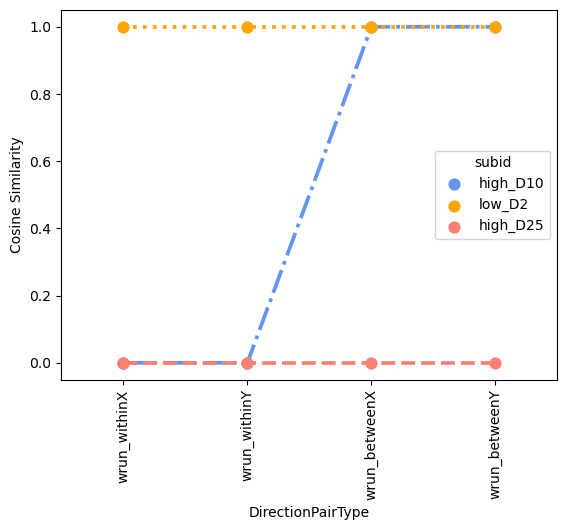 1.0
0.8
0.6
0.4
0.2
0.0
Cosine Similarity
subid
high_D10
low_D2
high_D25
wrun_withinX
wrun_withinY
wrun_betweenX
wrun_betweenY
DirectionPairType